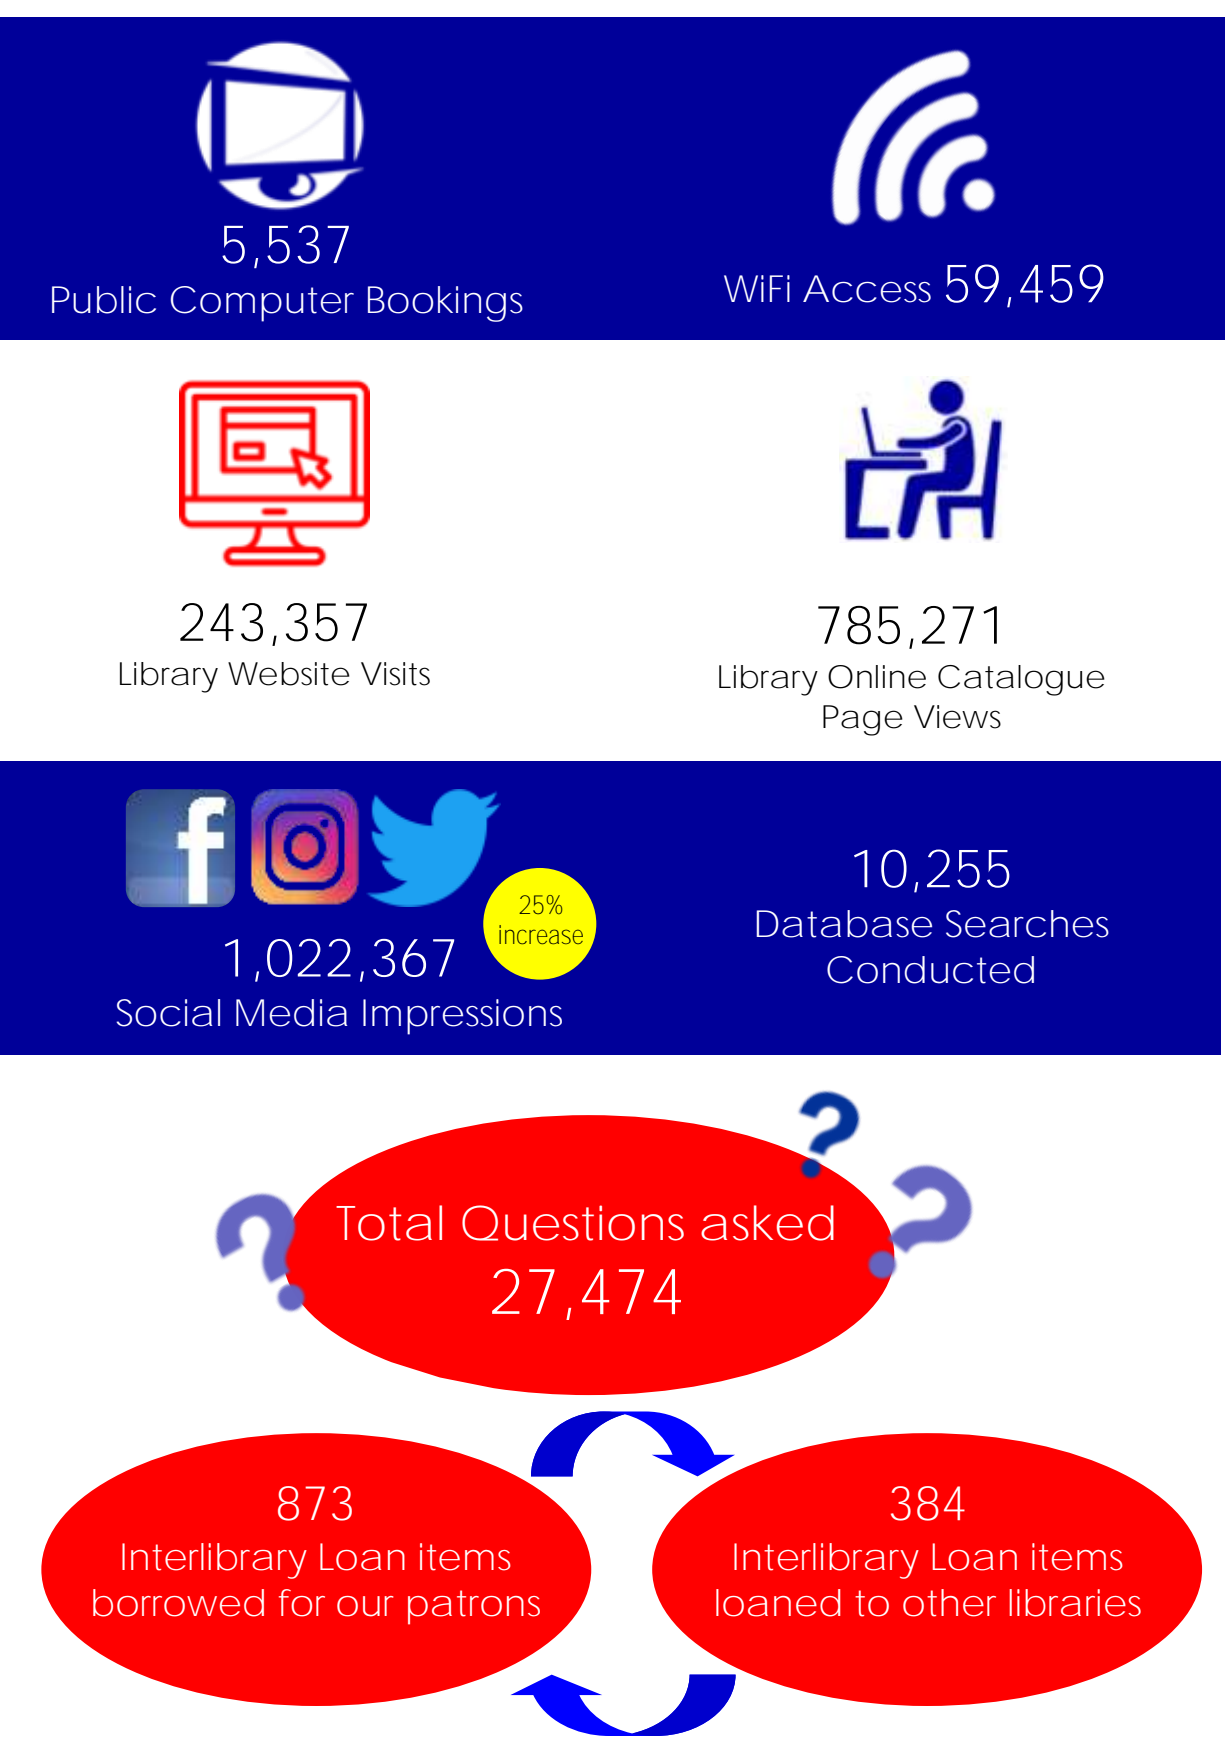 5,537
Public Computer Bookings
WiFi Access 59,459
243,357
Library Website Visits
785,271
Library Online Catalogue
Page Views
f
25%
increase
1,022,367
Social Media Impressions
10,255
Database Searches
Conducted
?
?
?
Total Questions asked
27,474
873
Interlibrary Loan items
borrowed for our patrons
384
Interlibrary Loan items
loaned to other libraries